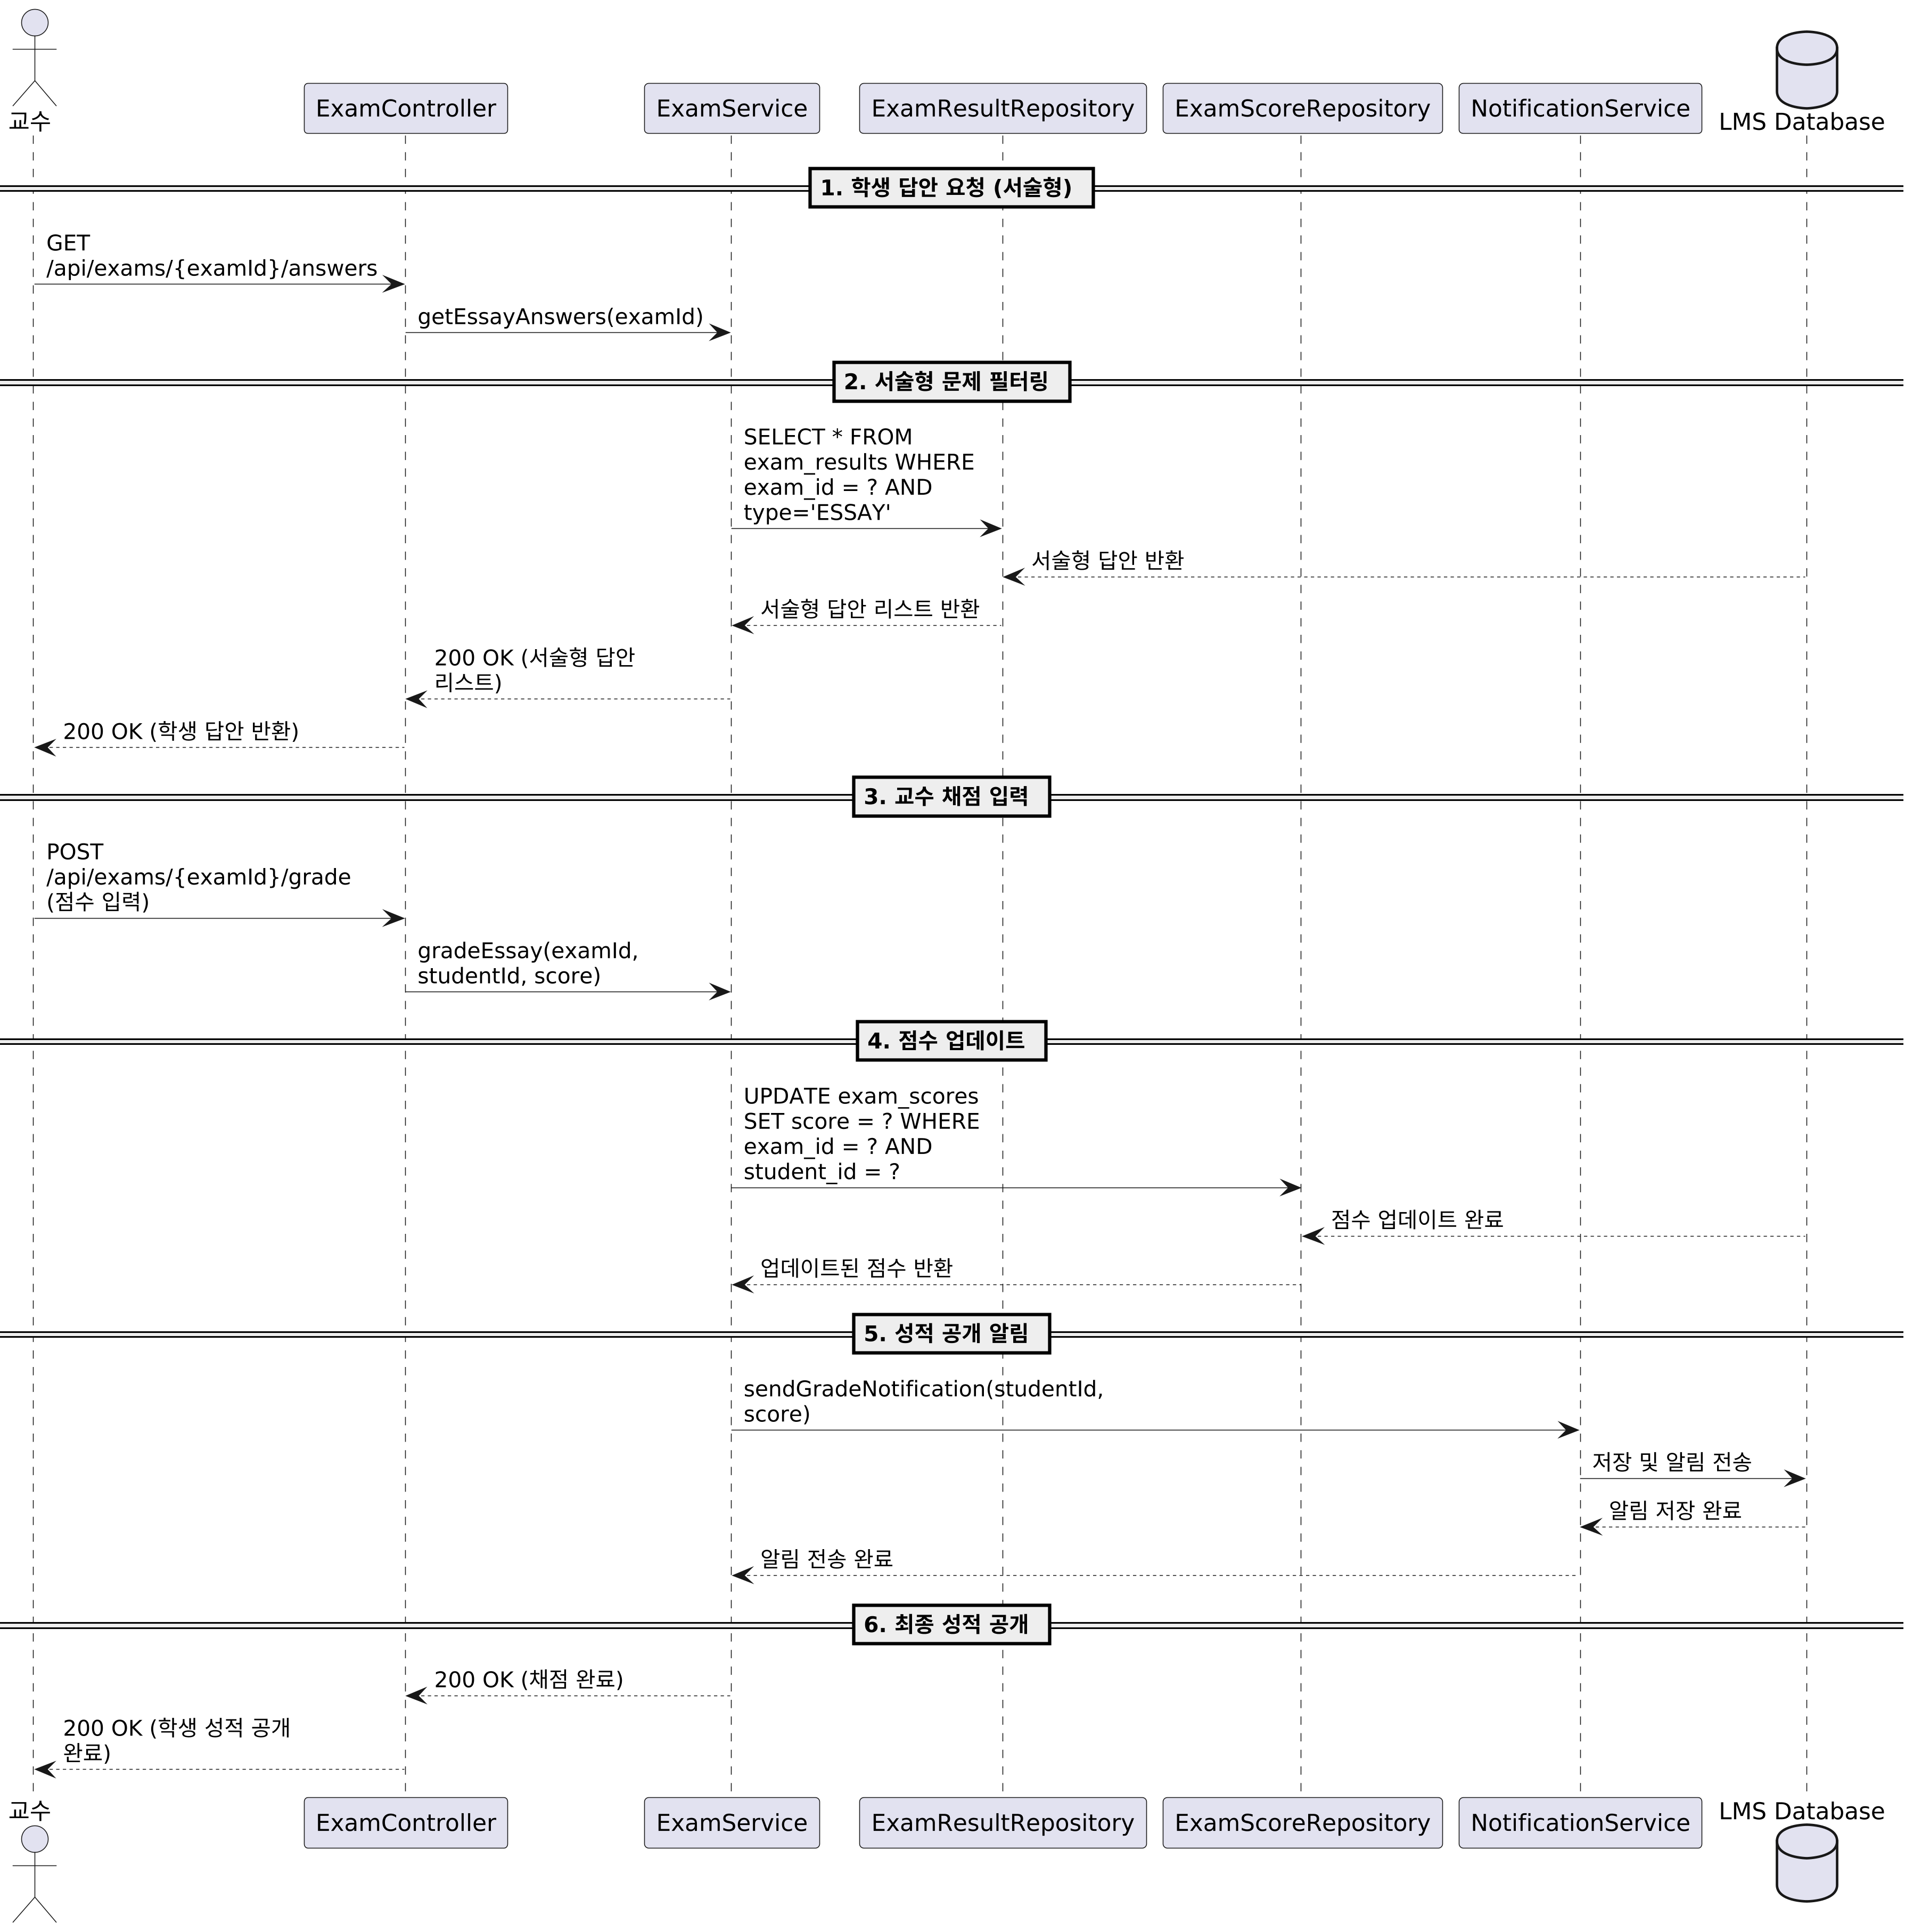 교수
ExamController
ExamService
ExamResultRepository
ExamScoreRepository
NotificationService
LMS Database
1. 학생 답안 요청 (서술형)
GET
/api/exams/{examId}/answers
getEssayAnswers(examId)
2. 서술형 문제 필터링
SELECT * FROM
exam_results WHERE
exam_id = ? AND
type='ESSAY'
서술형 답안 반환
서술형 답안 리스트 반환
200 OK (서술형 답안
리스트)
200 OK (학생 답안 반환)
3. 교수 채점 입력
POST
/api/exams/{examId}/grade
(점수 입력)
gradeEssay(examId,
studentId, score)
4. 점수 업데이트
UPDATE exam_scores
SET score = ? WHERE
exam_id = ? AND
student_id = ?
점수 업데이트 완료
업데이트된 점수 반환
5. 성적 공개 알림
sendGradeNotification(studentId,
score)
저장 및 알림 전송
알림 저장 완료
알림 전송 완료
6. 최종 성적 공개
200 OK (채점 완료)
200 OK (학생 성적 공개
완료)
교수
ExamController
ExamService
ExamResultRepository
ExamScoreRepository
NotificationService
LMS Database